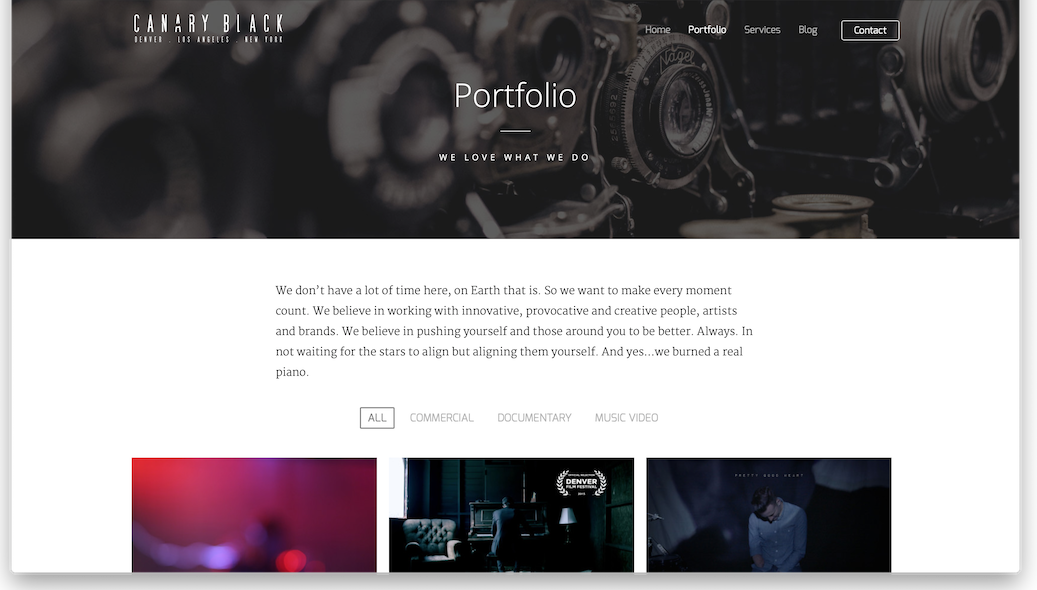 CANARY BLACK
DENVER . LOS ANGELES . NEW YORK
Home Portfolio Services Blog Contact
Nagel
Portfolio
WE LOVE WHAT WE DO
We don’t have a lot of time here, on Earth that is. So we want to make every moment
count. We believe in working with innovative, provocative and creative people, artists
and brands. We believe in pushing yourself and those around you to be better. Always. In
not waiting for the stars to align but aligning them yourself. And yes…we burned a real
piano.
ALL COMMERCIAL DOCUMENTARY MUSIC VIDEO
OFFICIAL SELECTION
DENVER
FILM FESTIVAL
2015
PRETTY GOOD HEART